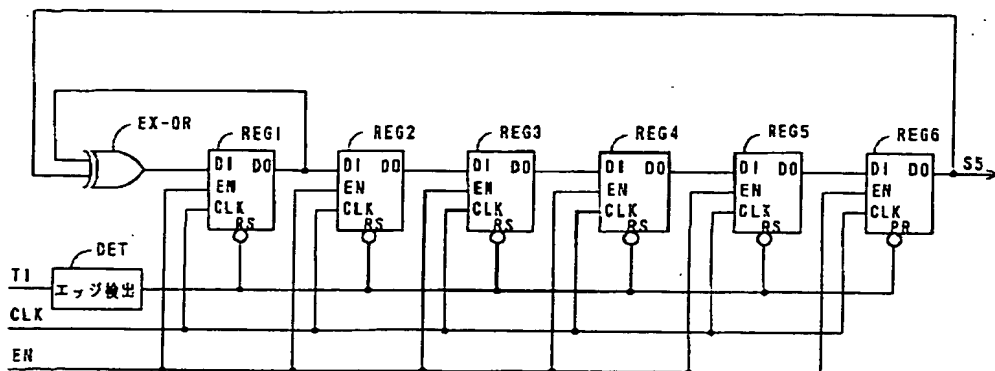 EX-OR
REG1
REG2
REG3
REG4
REG5
REG6
DI DO
EN
CLK
RS
DI DO
EN
CLK
RS
DI DO
EN
CLK
RS
DI DO
EN
CLK
RS
DI DO
EN
CLK
RS
DI DO
EN
CLK
PR
S5
DET
TI
エッジ検出
CLK
EN